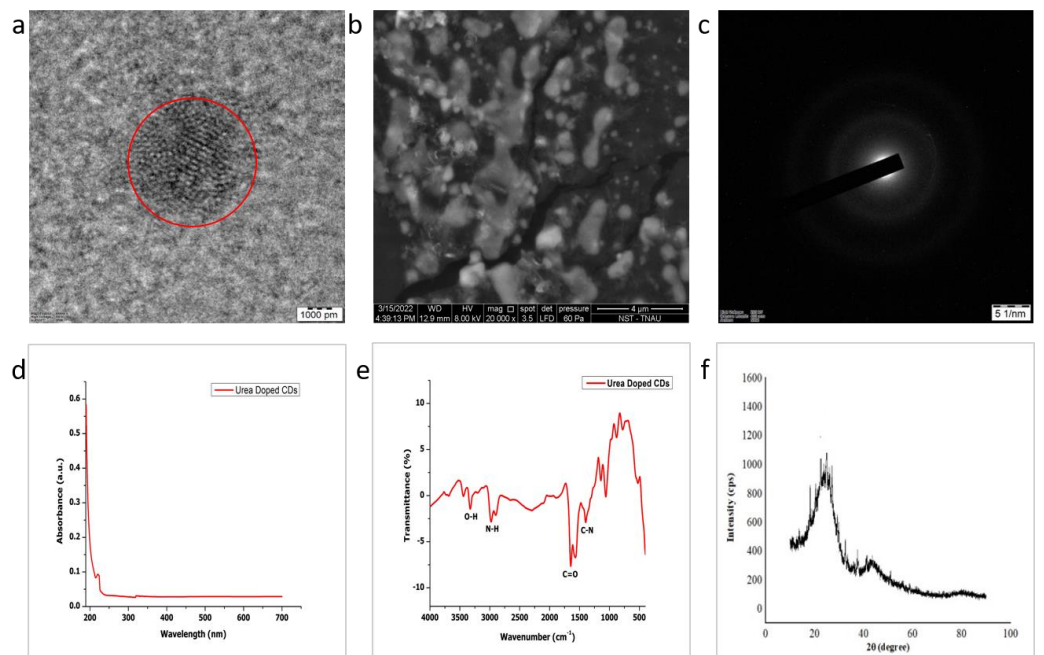 a
1000 pm
b
3/15/2022 WD HV mag □ spot det pressure 4 µm
4:39:13 PM 12.9 mm 8.00 kV 20 000 x 3.5 LFD 60 Pa NST - TNAU
c
5 1/nm
d
Urea Doped CDs
0.6
0.5
0.4
0.3
0.2
0.1
0.0
Absorbance (a.u.)
200 300 400 500 600 700
Wavelength (nm)
e
Urea Doped CDs
10
5
0
-5
-10
Transmittance (%)
O-H
N-H
C-N
C=O
4000 3500 3000 2500 2000 1500 1000 500
Wavenumber (cm⁻¹)
f
1600
1400
1200
1000
800
600
400
200
0
Intensity (cps)
0 20 40 60 80 100
2θ (degree)